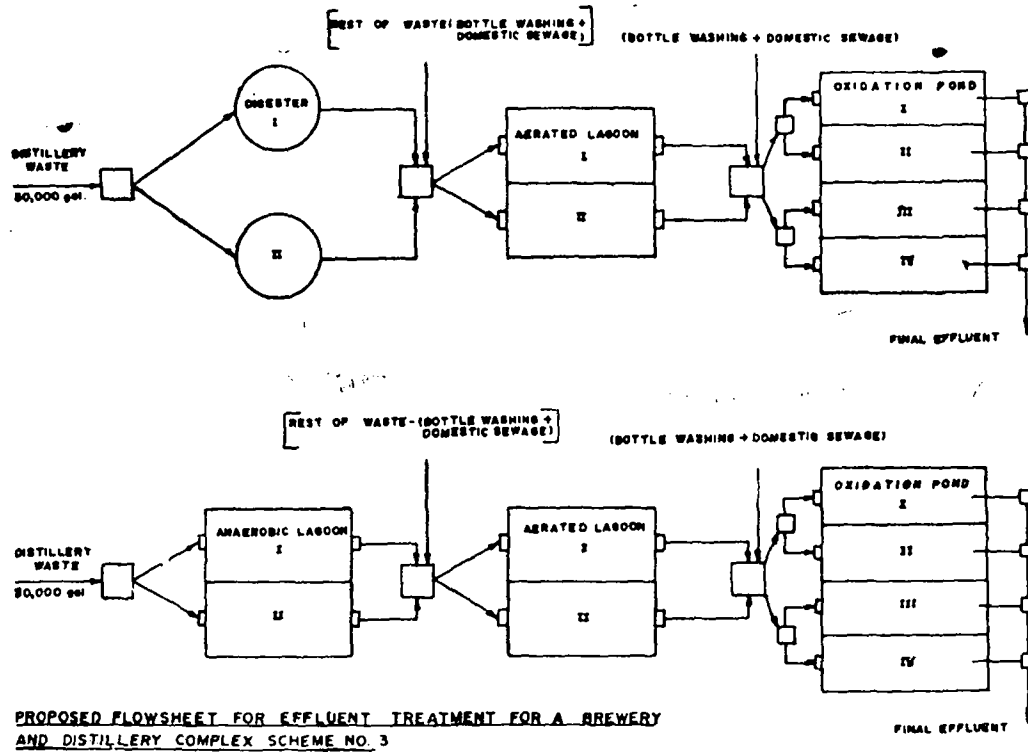 [REST OF WASTE-(BOTTLE WASHING +
DOMESTIC SEWAGE)]
(BOTTLE WASHING + DOMESTIC SEWAGE)
DIGESTER
I
OXIDATION POND
I
DISTILLERY
WASTE
AERATED LAGOON
I
II
50,000 gal.
II
III
II
IV
FINAL EFFLUENT
[REST OF WASTE-(BOTTLE WASHING +
DOMESTIC SEWAGE)]
(BOTTLE WASHING + DOMESTIC SEWAGE)
OXIDATION POND
I
ANAEROBIC LAGOON
I
AERATED LAGOON
I
DISTILLERY
WASTE
II
50,000 gal
II
II
III
IV
PROPOSED FLOWSHEET FOR EFFLUENT TREATMENT FOR A BREWERY
AND DISTILLERY COMPLEX SCHEME NO. 3
FINAL EFFLUENT